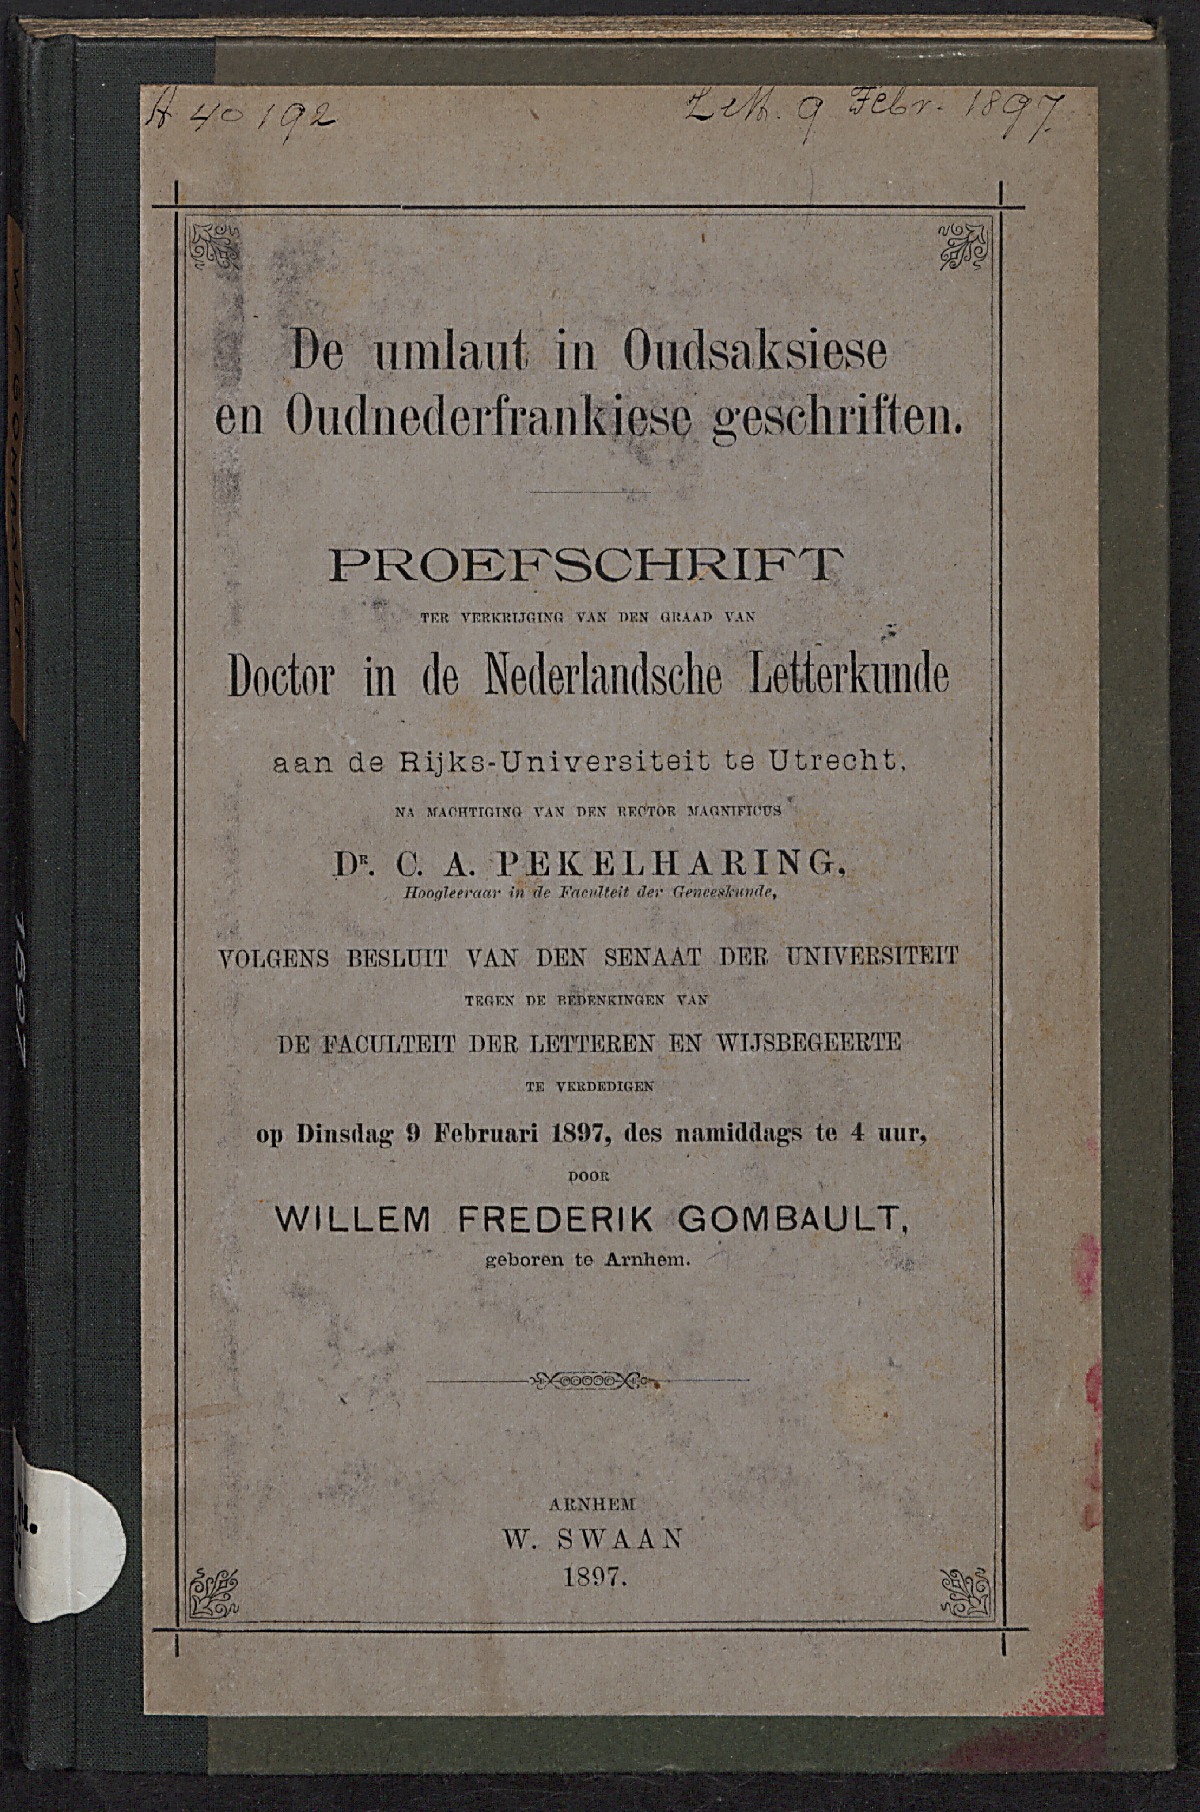 A 40 192
Lett. 9 Febr. 1897.
De umlaut in Oudsaksiese
en Oudnederfrankiese geschriften.
PROEFSCHRIFT
TER VERKRIJGING VAN DEN GRAAD VAN
Doctor in de Nederlandsche Letterkunde
aan de Rijks-Universiteit te Utrecht,
NA MACHTIGING VAN DEN RECTOR MAGNIFICUS
DR. C. A. PEKELHARING,
Hoogleeraar in de Faculteit der Geneeskunde,
VOLGENS BESLUIT VAN DEN SENAAT DER UNIVERSITEIT
TEGEN DE BEDENKINGEN VAN
DE FACULTEIT DER LETTEREN EN WIJSBEGEERTE
TE VERDEDIGEN
op Dinsdag 9 Februari 1897, des namiddags te 4 uur,
DOOR
WILLEM FREDERIK GOMBAULT,
geboren te Arnhem.
ARNHEM
W. SWAAN
1897.
1897